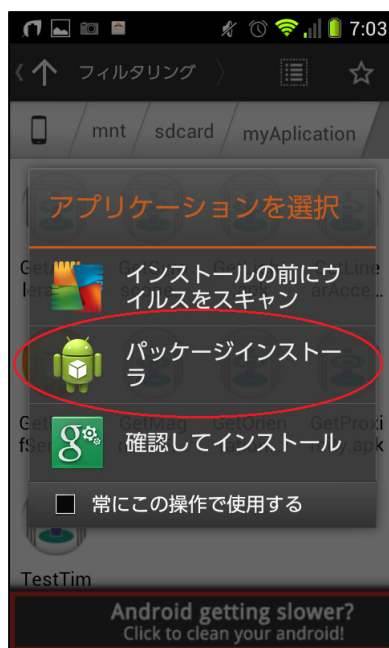 7:03
フィルタリング
mnt
sdcard
myAplication
アプリケーションを選択
インストールの前にウ
イルスをスキャン
パッケージインストー
ラ
確認してインストール
常にこの操作で使用する
TestTim
Android getting slower?
Click to clean your android!